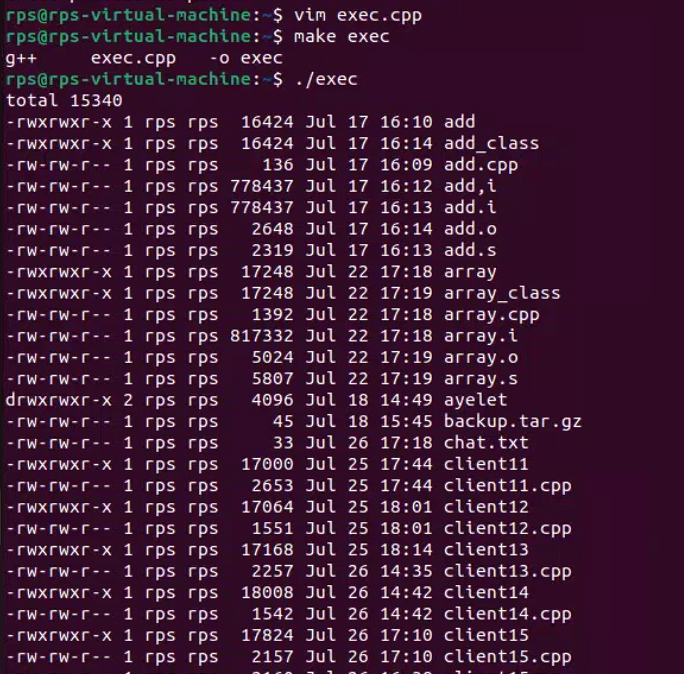 rps@rps-virtual-machine:~$ vim exec.cpp
rps@rps-virtual-machine:~$ make exec
g++     exec.cpp   -o exec
rps@rps-virtual-machine:~$ ./exec
total 15340
-rwxrwxr-x 1 rps rps  16424 Jul 17 16:10 add
-rwxrwxr-x 1 rps rps  16424 Jul 17 16:14 add_class
-rw-rw-r-- 1 rps rps    136 Jul 17 16:09 add.cpp
-rw-rw-r-- 1 rps rps 778437 Jul 17 16:12 add,i
-rw-rw-r-- 1 rps rps 778437 Jul 17 16:13 add.i
-rw-rw-r-- 1 rps rps   2648 Jul 17 16:14 add.o
-rw-rw-r-- 1 rps rps   2319 Jul 17 16:13 add.s
-rwxrwxr-x 1 rps rps  17248 Jul 22 17:18 array
-rwxrwxr-x 1 rps rps  17248 Jul 22 17:19 array_class
-rw-rw-r-- 1 rps rps   1392 Jul 22 17:18 array.cpp
-rw-rw-r-- 1 rps rps 817332 Jul 22 17:18 array.i
-rw-rw-r-- 1 rps rps   5024 Jul 22 17:19 array.o
-rw-rw-r-- 1 rps rps   5807 Jul 22 17:19 array.s
drwxrwxr-x 2 rps rps   4096 Jul 18 14:49 ayelet
-rw-rw-r-- 1 rps rps     45 Jul 18 15:45 backup.tar.gz
-rw-rw-r-- 1 rps rps     33 Jul 26 17:18 chat.txt
-rwxrwxr-x 1 rps rps  17000 Jul 25 17:44 client11
-rw-rw-r-- 1 rps rps   2653 Jul 25 17:44 client11.cpp
-rwxrwxr-x 1 rps rps  17064 Jul 25 18:01 client12
-rw-rw-r-- 1 rps rps   1551 Jul 25 18:01 client12.cpp
-rwxrwxr-x 1 rps rps  17168 Jul 25 18:14 client13
-rw-rw-r-- 1 rps rps   2257 Jul 26 14:35 client13.cpp
-rwxrwxr-x 1 rps rps  18008 Jul 26 14:42 client14
-rw-rw-r-- 1 rps rps   1542 Jul 26 14:42 client14.cpp
-rwxrwxr-x 1 rps rps  17824 Jul 26 17:10 client15
-rw-rw-r-- 1 rps rps   2157 Jul 26 17:10 client15.cpp